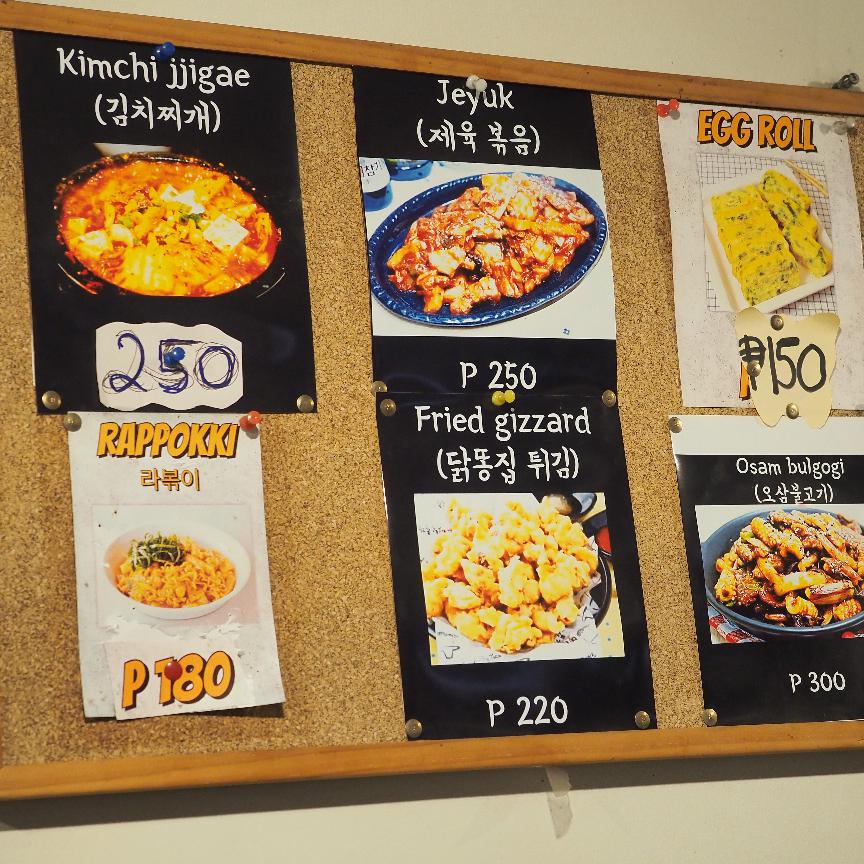 Kimchi jjigae
(김치찌개)
250
Jeyuk
(제육 볶음)
P 250
EGG ROLL
₱150
RAPPOKKI
라볶이
P 180
Fried gizzard
(닭똥집 튀김)
P 220
Osam bulgogi
(오삼불고기)
P 300